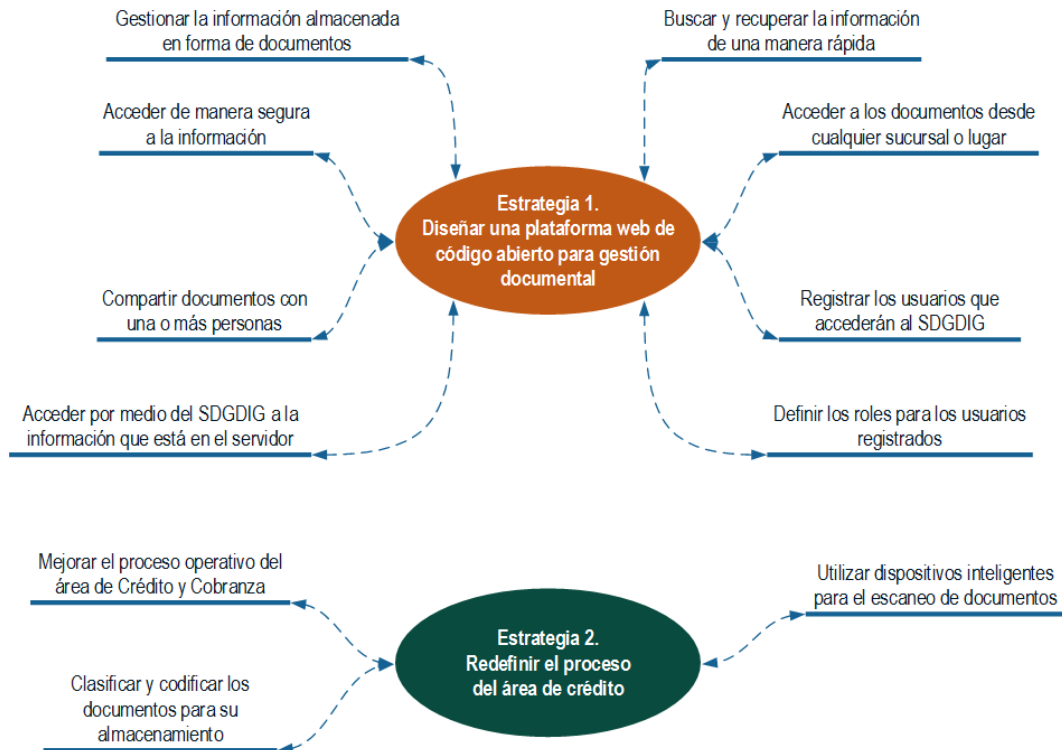 Gestionar la información almacenada
en forma de documentos
Buscar y recuperar la información
de una manera rápida
Acceder de manera segura
a la información
Acceder a los documentos desde
cualquier sucursal o lugar
Estrategia 1.
Diseñar una plataforma web de
código abierto para gestión
documental
Compartir documentos con
una o más personas
Registrar los usuarios que
accederán al SDGDIG
Acceder por medio del SDGDIG a la
información que está en el servidor
Definir los roles para los usuarios
registrados
Mejorar el proceso operativo del
área de Crédito y Cobranza
Utilizar dispositivos inteligentes
para el escaneo de documentos
Estrategia 2.
Redefinir el proceso
del área de crédito
Clasificar y codificar los
documentos para su
almacenamiento